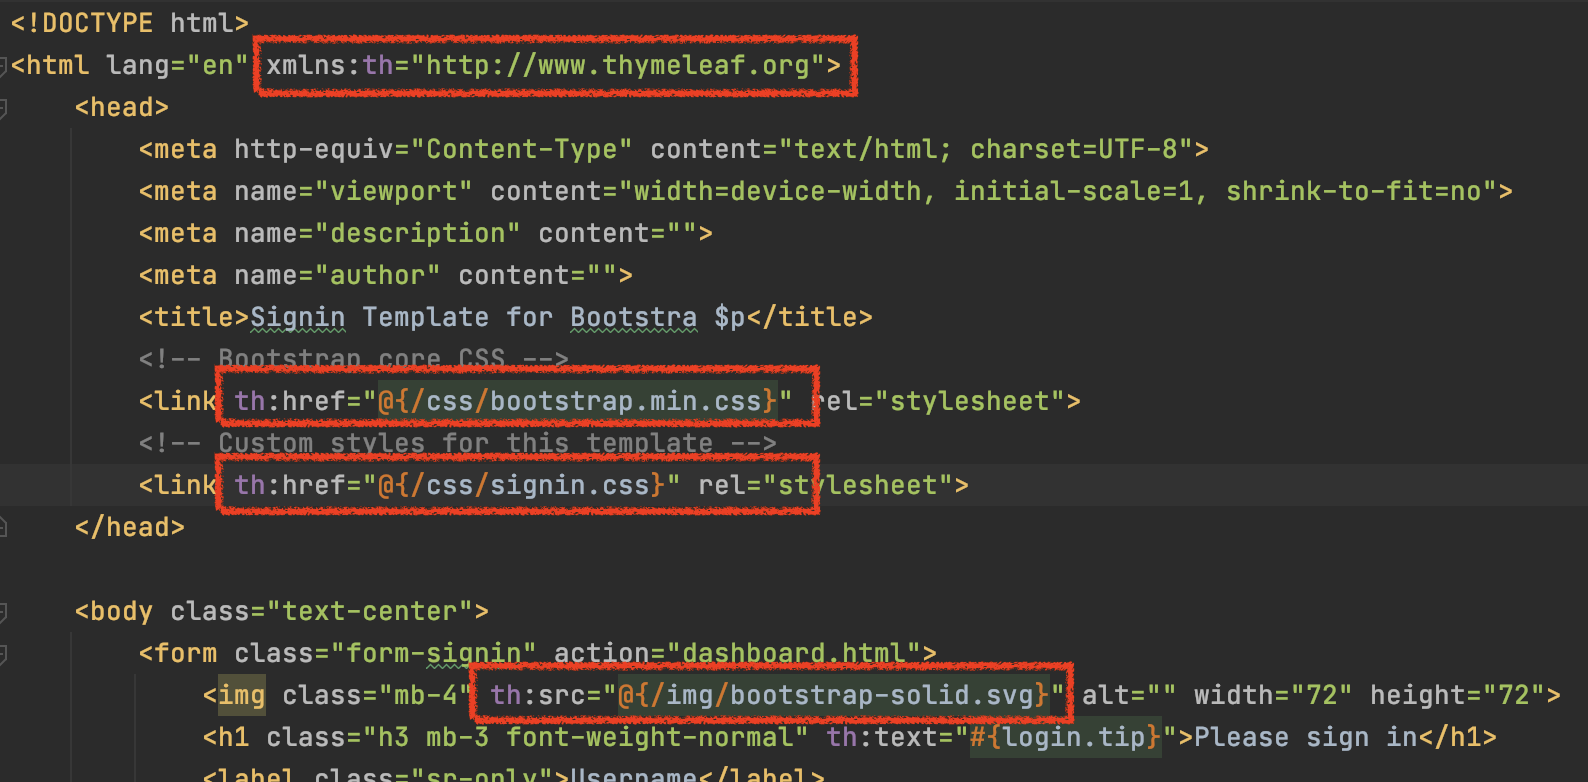 <!DOCTYPE html>
<html lang="en" xmlns:th="http://www.thymeleaf.org">
<head>
<meta http-equiv="Content-Type" content="text/html; charset=UTF-8">
<meta name="viewport" content="width=device-width, initial-scale=1, shrink-to-fit=no">
<meta name="description" content="">
<meta name="author" content="">
<title>Signin Template for Bootstra $p</title>
<!-- Bootstrap core CSS -->
<link th:href="@{/css/bootstrap.min.css}" rel="stylesheet">
<!-- Custom styles for this template -->
<link th:href="@{/css/signin.css}" rel="stylesheet">
</head>
<body class="text-center">
<form class="form-signin" action="dashboard.html">
<img class="mb-4" th:src="@{/img/bootstrap-solid.svg}" alt="" width="72" height="72">
<h1 class="h3 mb-3 font-weight-normal" th:text="#{login.tip}">Please sign in</h1>
<label class="sr-only">Username</label>